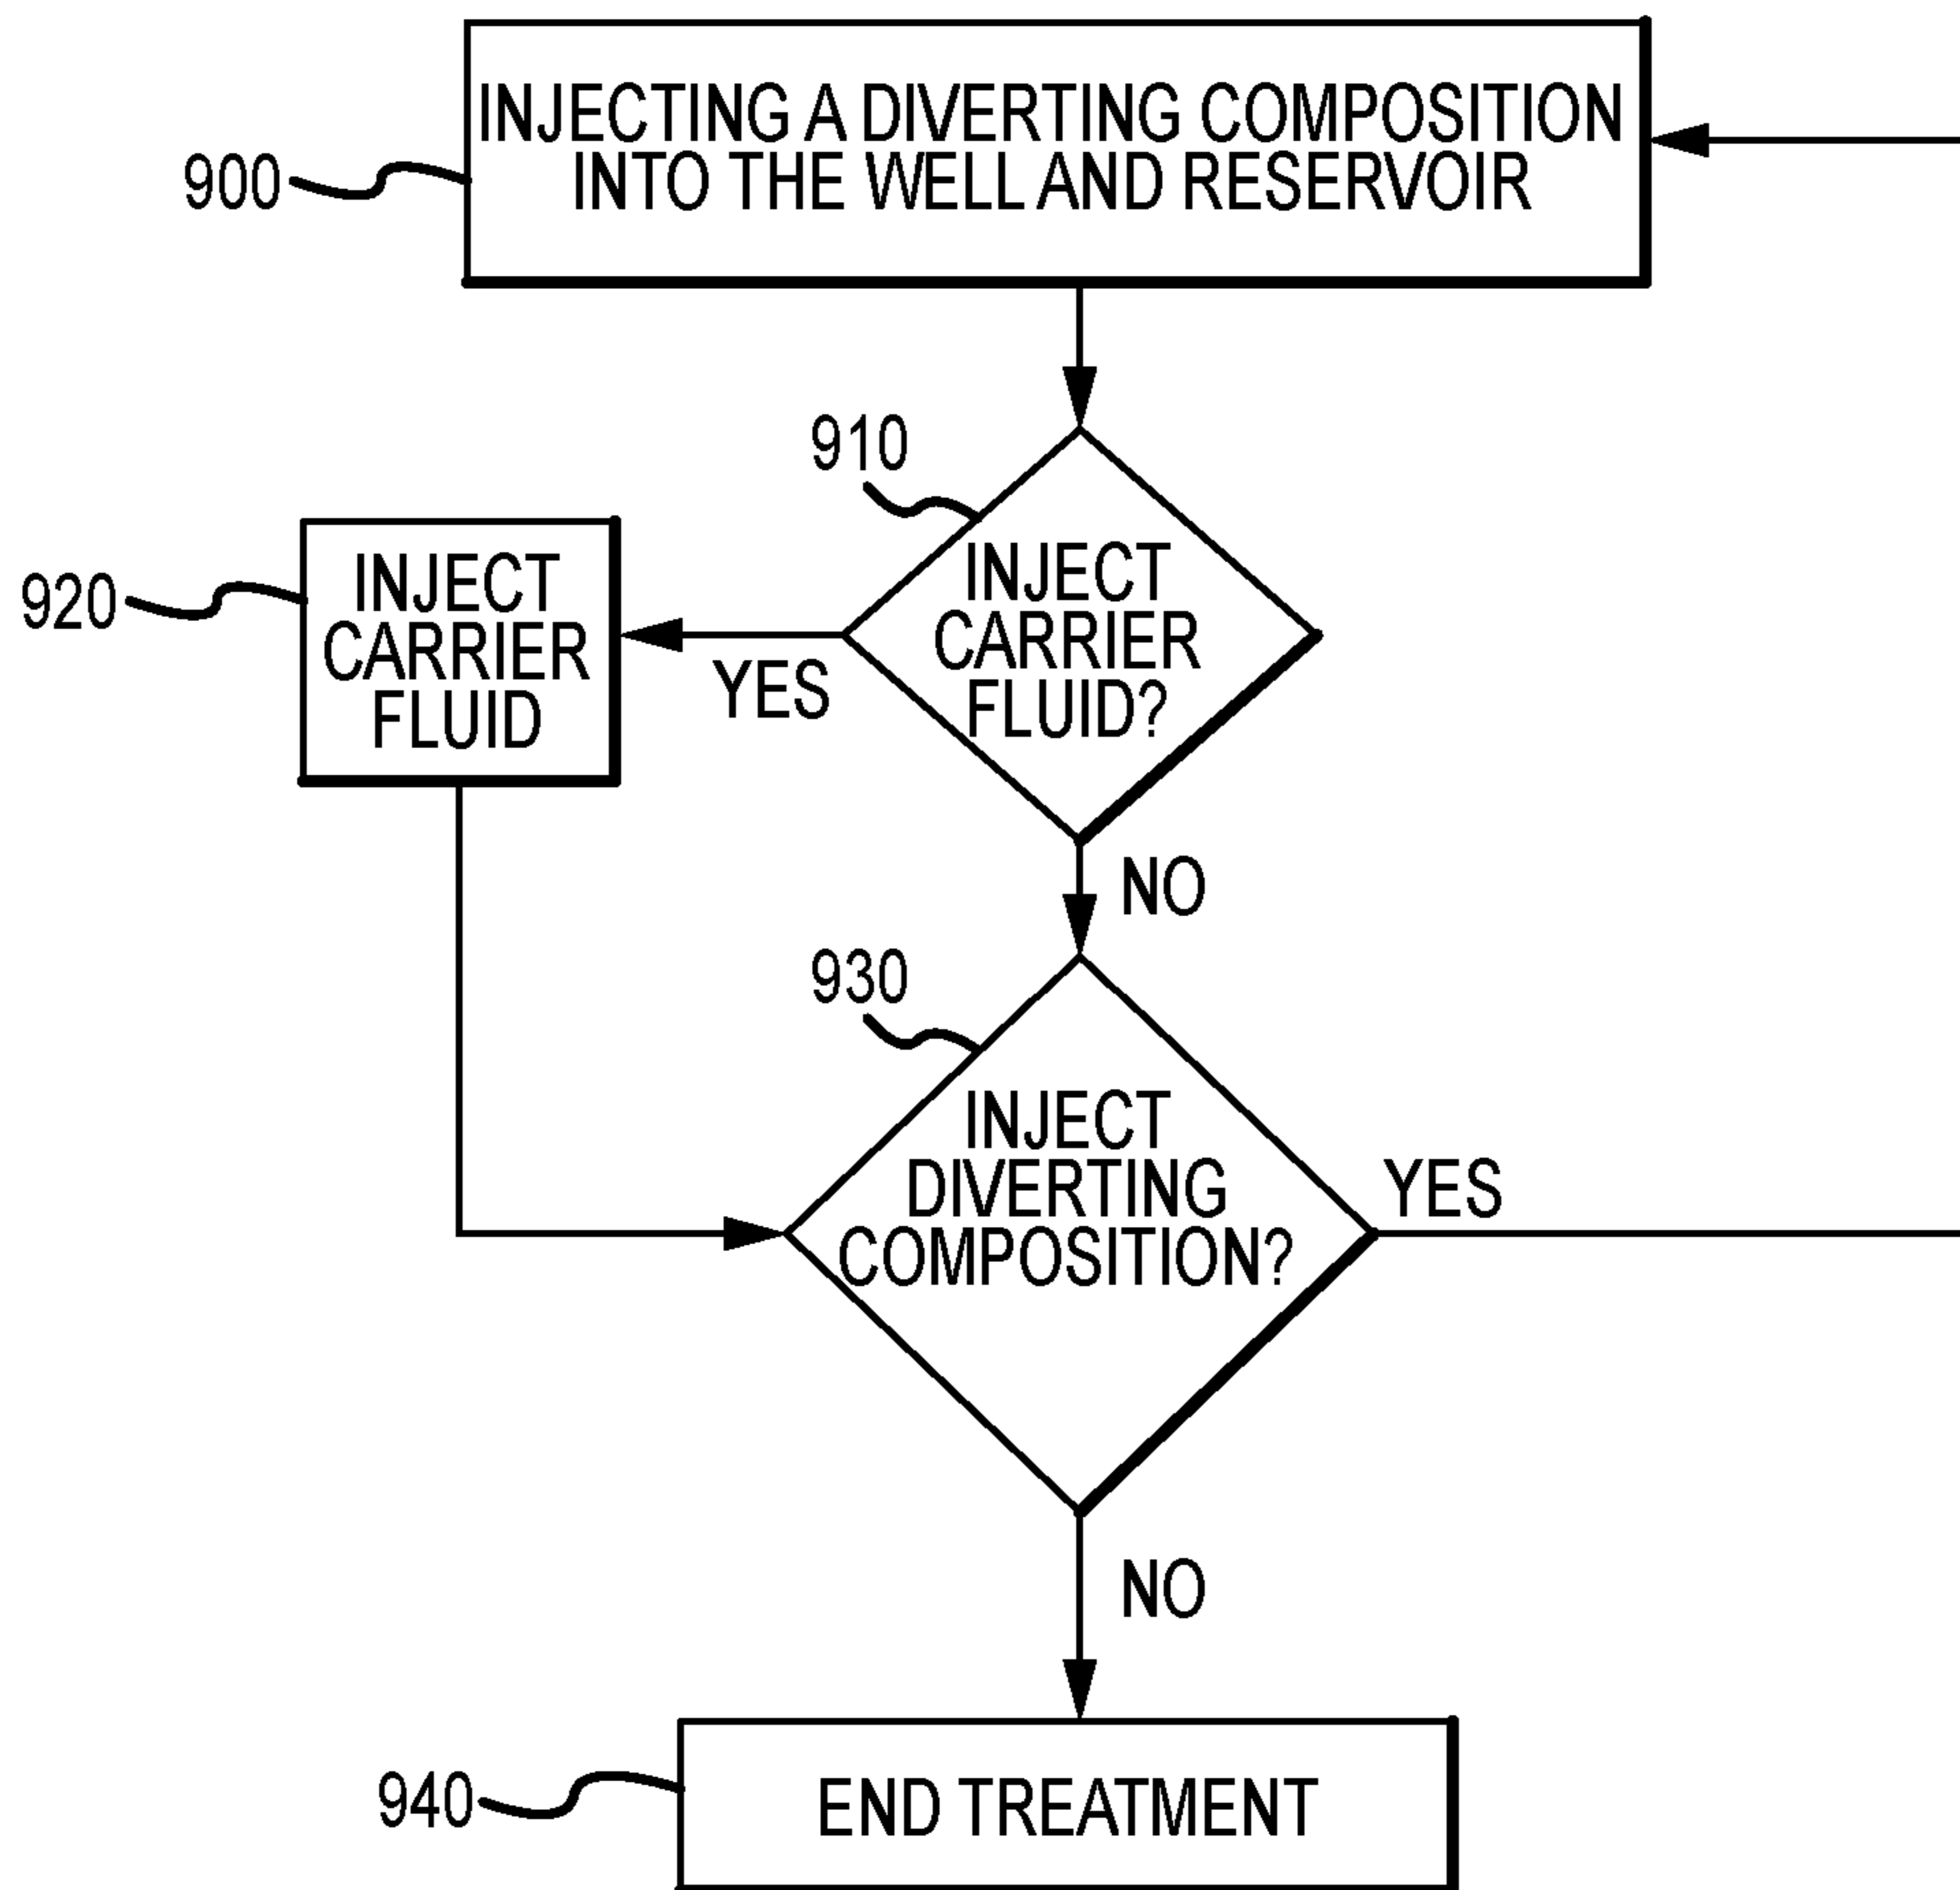 INJECTING A DIVERTING COMPOSITION
INTO THE WELL AND RESERVOIR
900
910
INJECT
CARRIER
FLUID?
920
INJECT
CARRIER
FLUID
YES
NO
930
INJECT
DIVERTING
COMPOSITION?
YES
NO
940
END TREATMENT